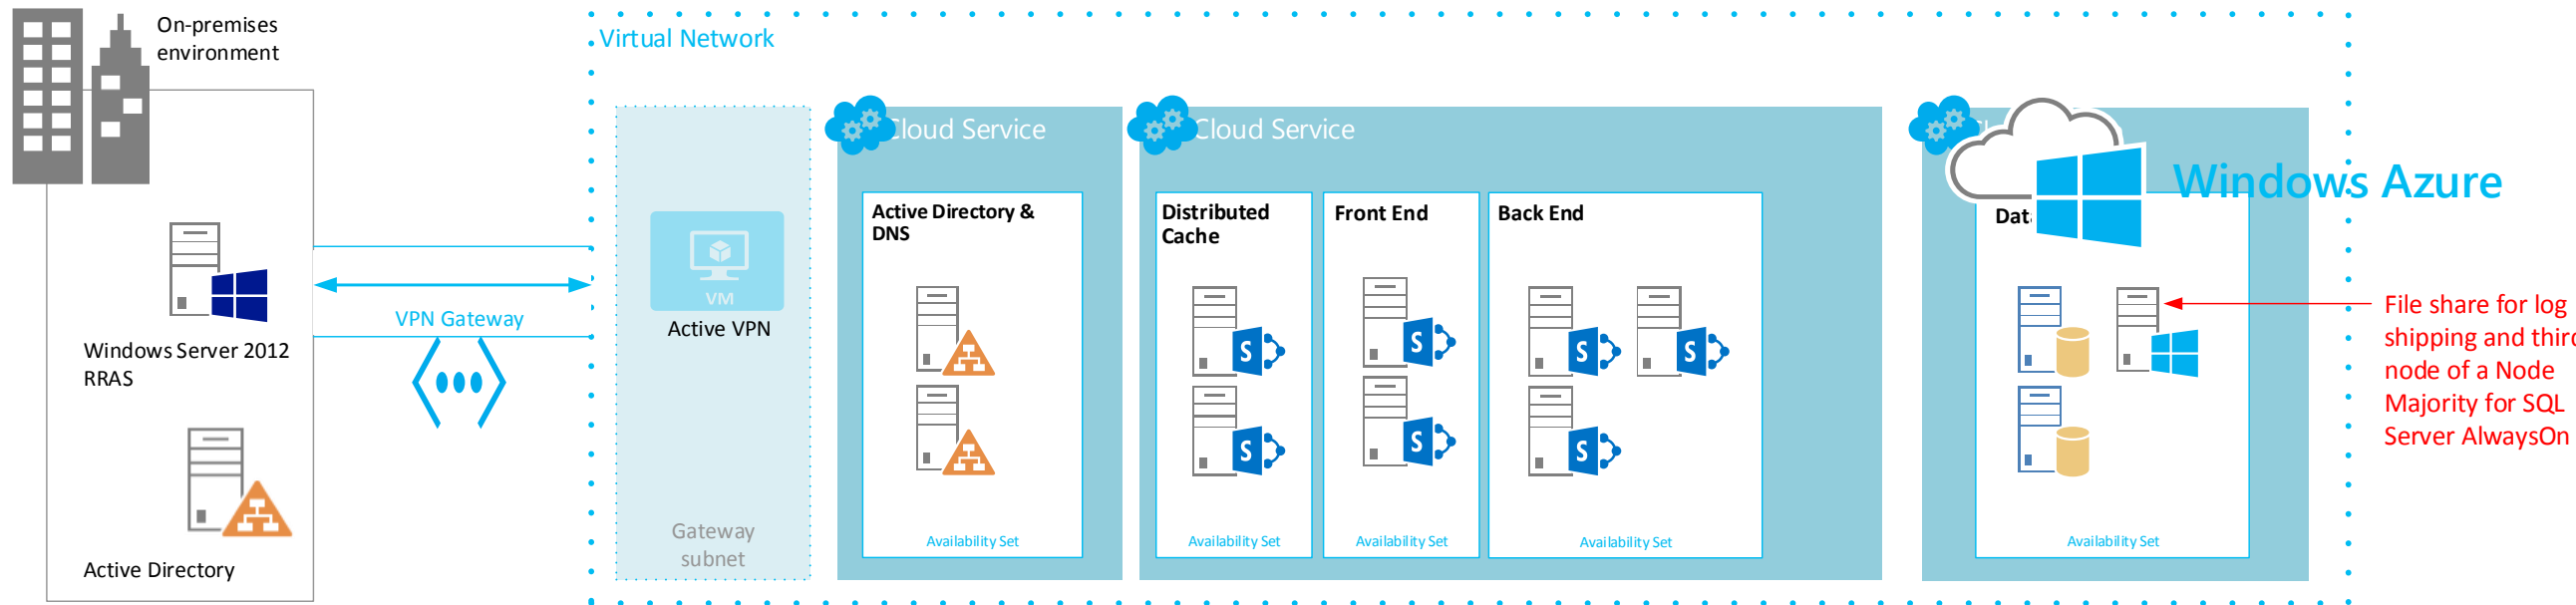 On-premises
environment
Windows Server 2012
RRAS
Active Directory
VPN Gateway
Virtual Network
VM
Active VPN
Gateway
subnet
Cloud Service
Active Directory &
DNS
Availability Set
Cloud Service
Distributed
Cache
Availability Set
Front End
Availability Set
Back End
Availability Set
Windows Azure
Availability Set
File share for log
shipping and
node of a Node
Majority for SQL
Server AlwaysOn
S
S
S
S
S
S
S